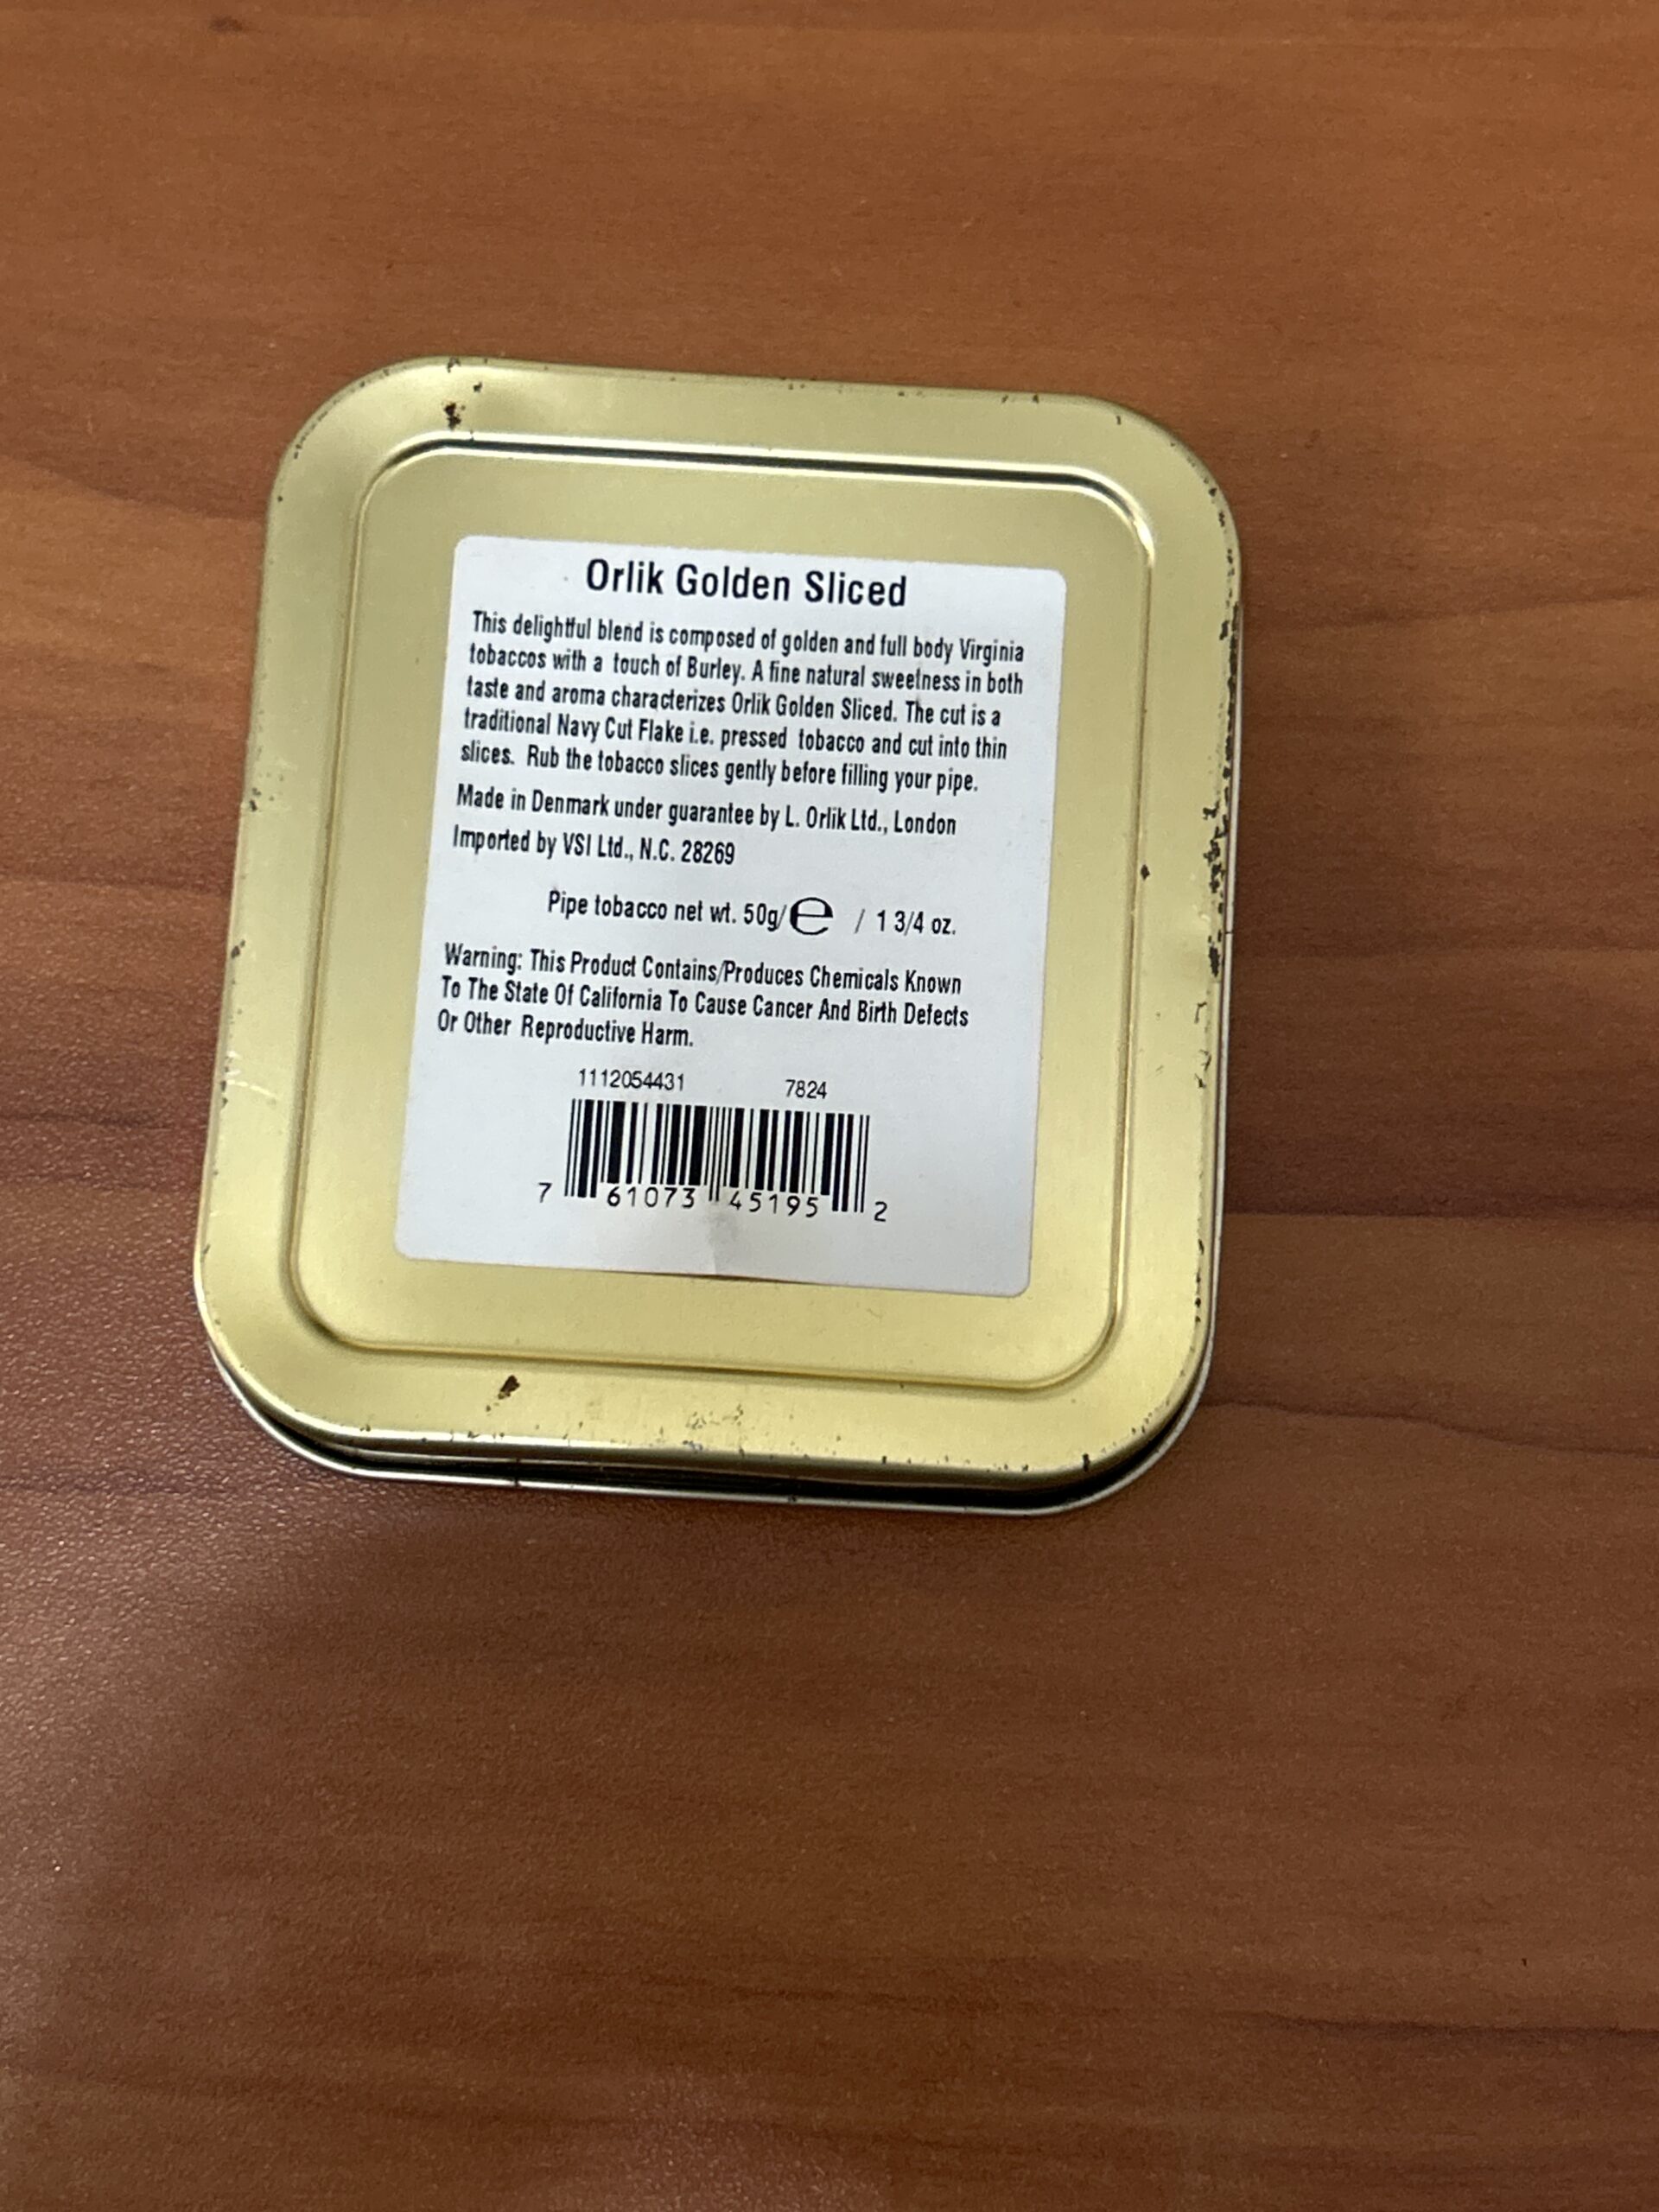 Orlik Golden Sliced
This delightful blend is composed of golden and full body Virginia
tobaccos with a touch of Burley. A fine natural sweetness in both
taste and aroma characterizes Orlik Golden Sliced. The cut is a
traditional Navy Cut Flake i.e. pressed tobacco and cut into thin
slices. Rub the tobacco slices gently before filling your pipe.
Made in Denmark under guarantee by L. Orlik Ltd., London
Imported by VSI Ltd., N.C. 28269
Pipe tobacco net wt. 50g/℮ / 1 3/4 oz.
Warning: This Product Contains/Produces Chemicals Known
To The State Of California To Cause Cancer And Birth Defects
Or Other Reproductive Harm.
1112054431 7824
7 61073 45195 2